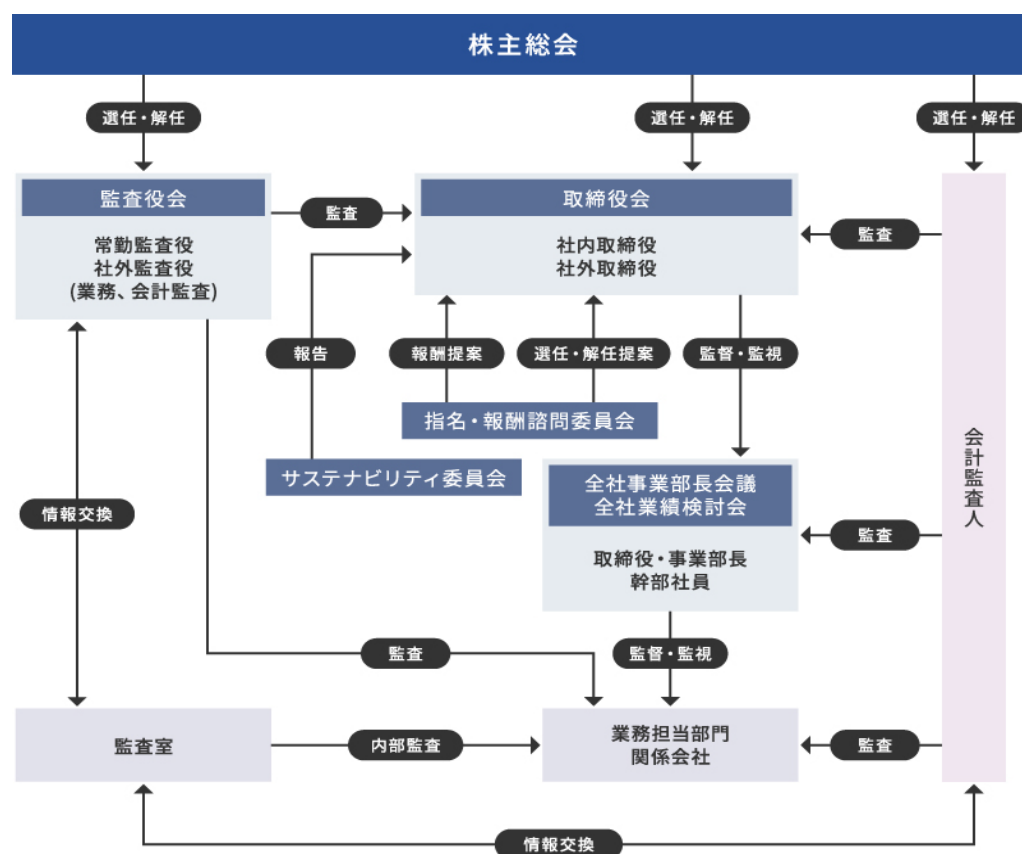 株主総会
選任・解任
選任・解任
選任・解任
監査役会
常勤監査役
社外監査役
(業務、会計監査)
監査
取締役会
社内取締役
社外取締役
監査
報告
報酬提案
選任・解任提案
監督・監視
指名・報酬諮問委員会
サステナビリティ委員会
会計監査人
全社事業部長会議
全社業績検討会
取締役・事業部長
幹部社員
情報交換
監査
監査
監督・監視
監査室
内部監査
業務担当部門
関係会社
監査
情報交換